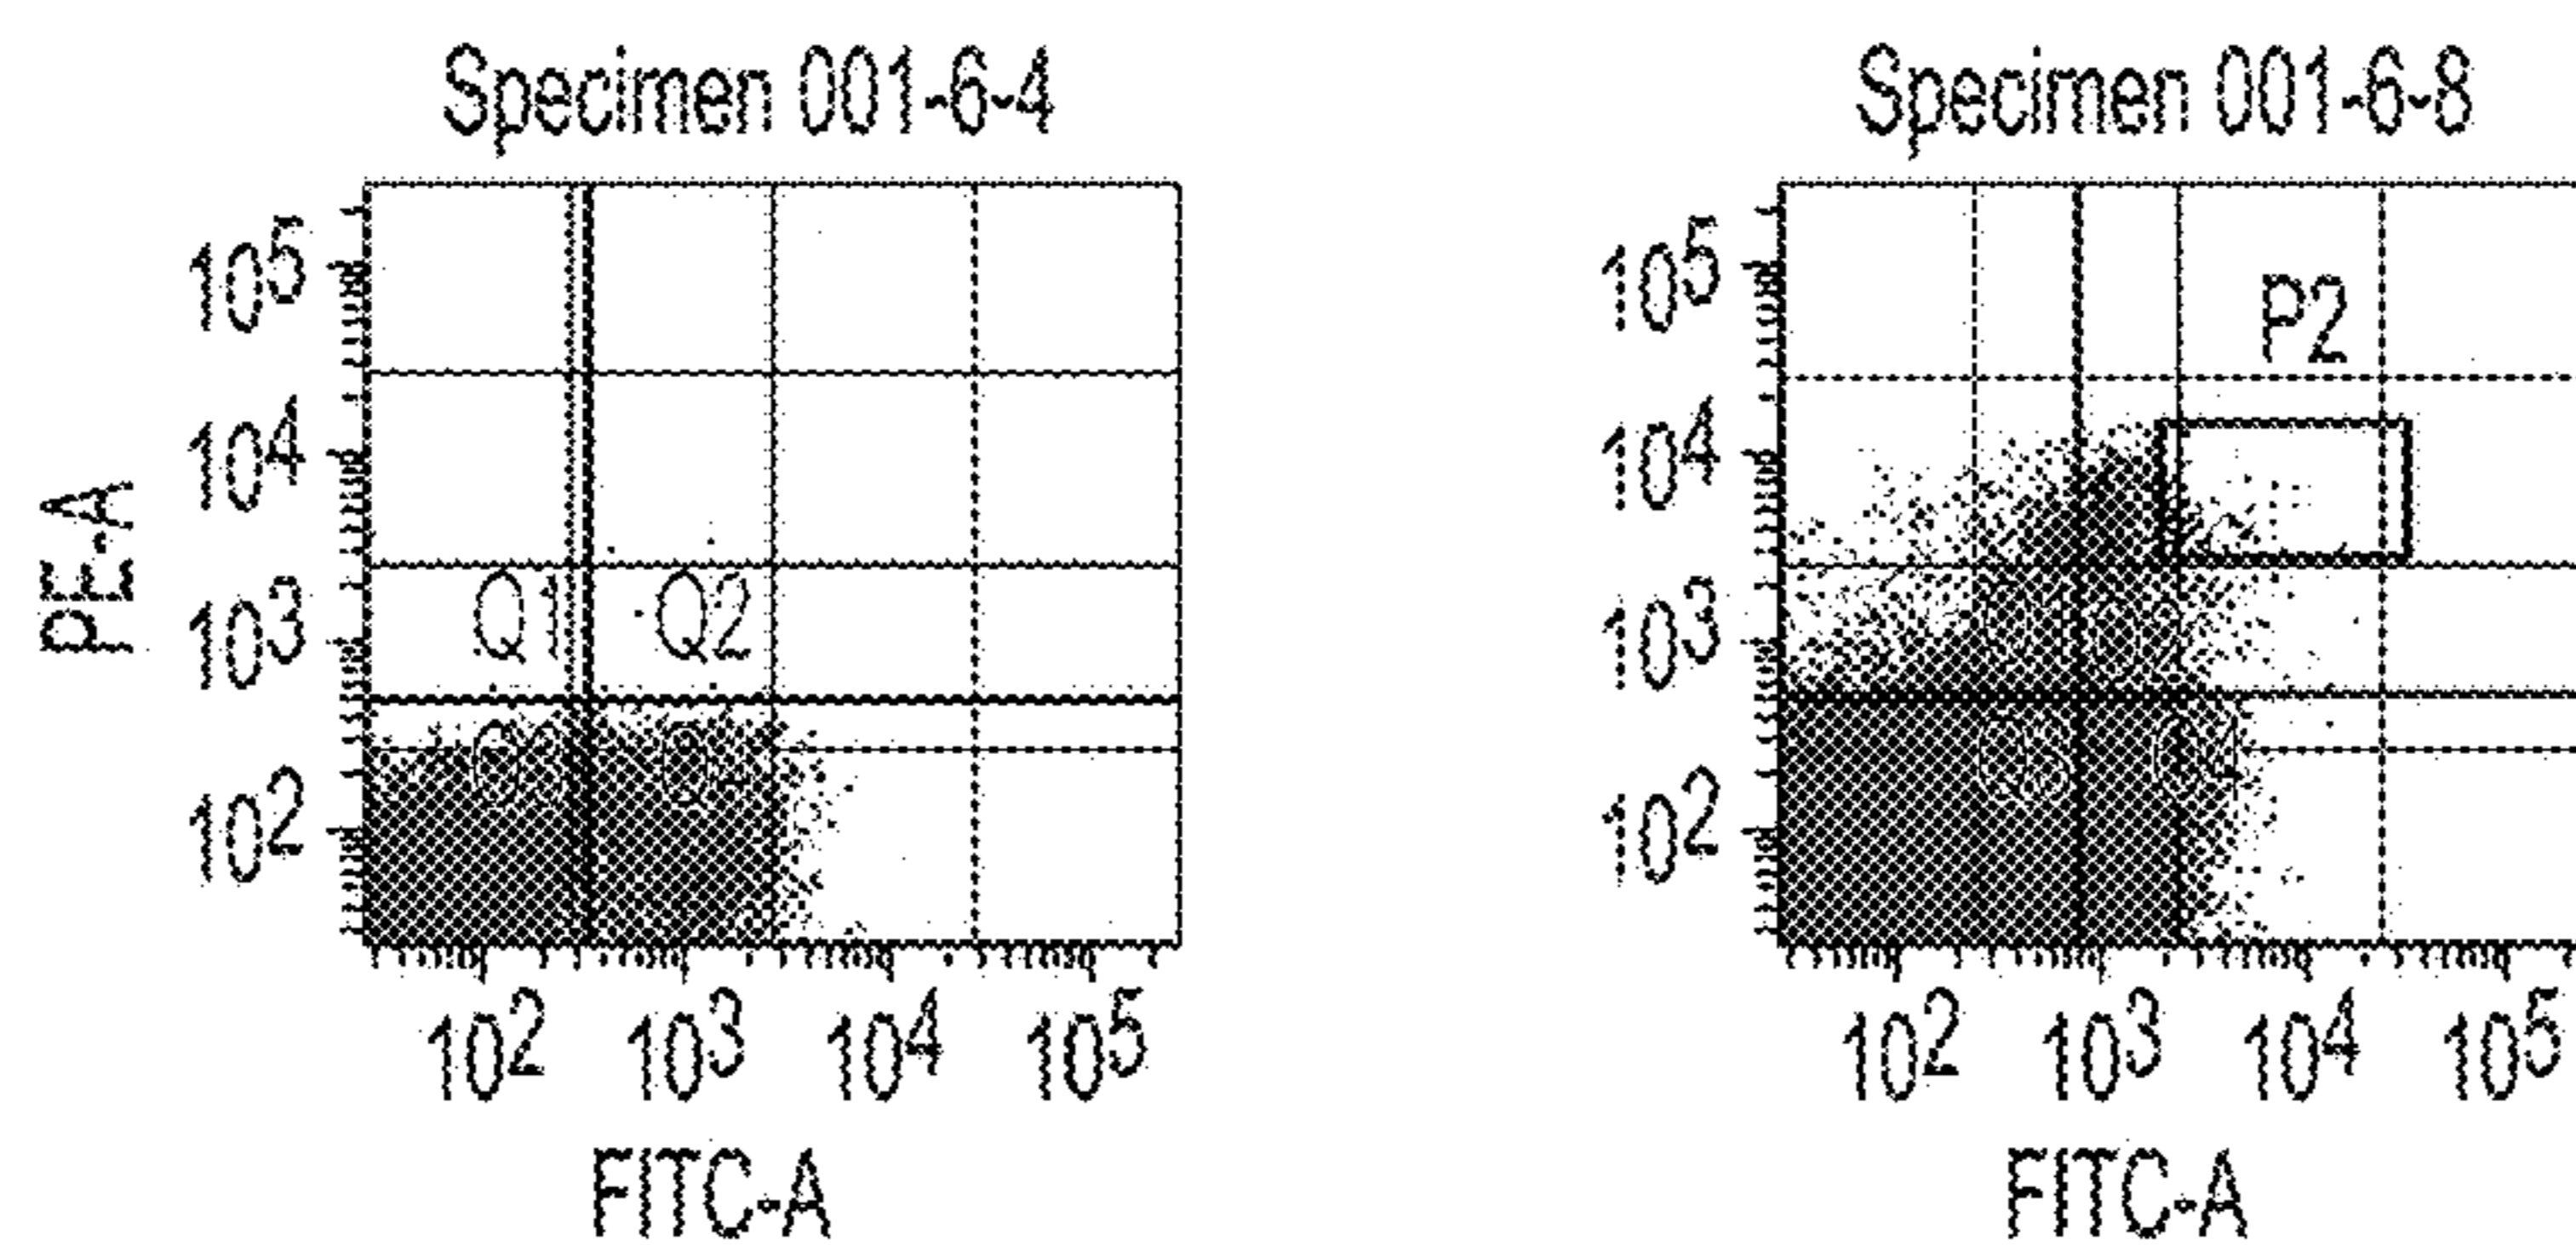 Specimen 001-6-4
10⁵
10⁴
10³
10²
PE-A
Q1 Q2
10² 10³ 10⁴ 10⁵
FITC-A
Specimen 001-6-8
10⁵
10⁴
10³
10²
P2
10² 10³ 10⁴ 10⁵
FITC-A